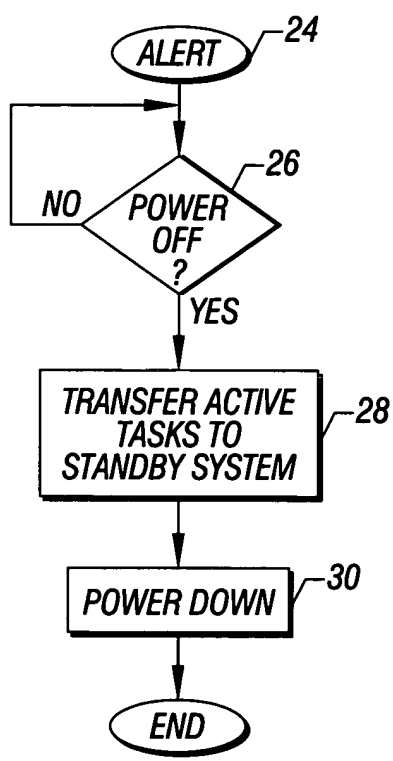 ALERT
24
26
NO
POWER
OFF
?
YES
TRANSFER ACTIVE
TASKS TO
STANDBY SYSTEM
28
POWER DOWN
30
END